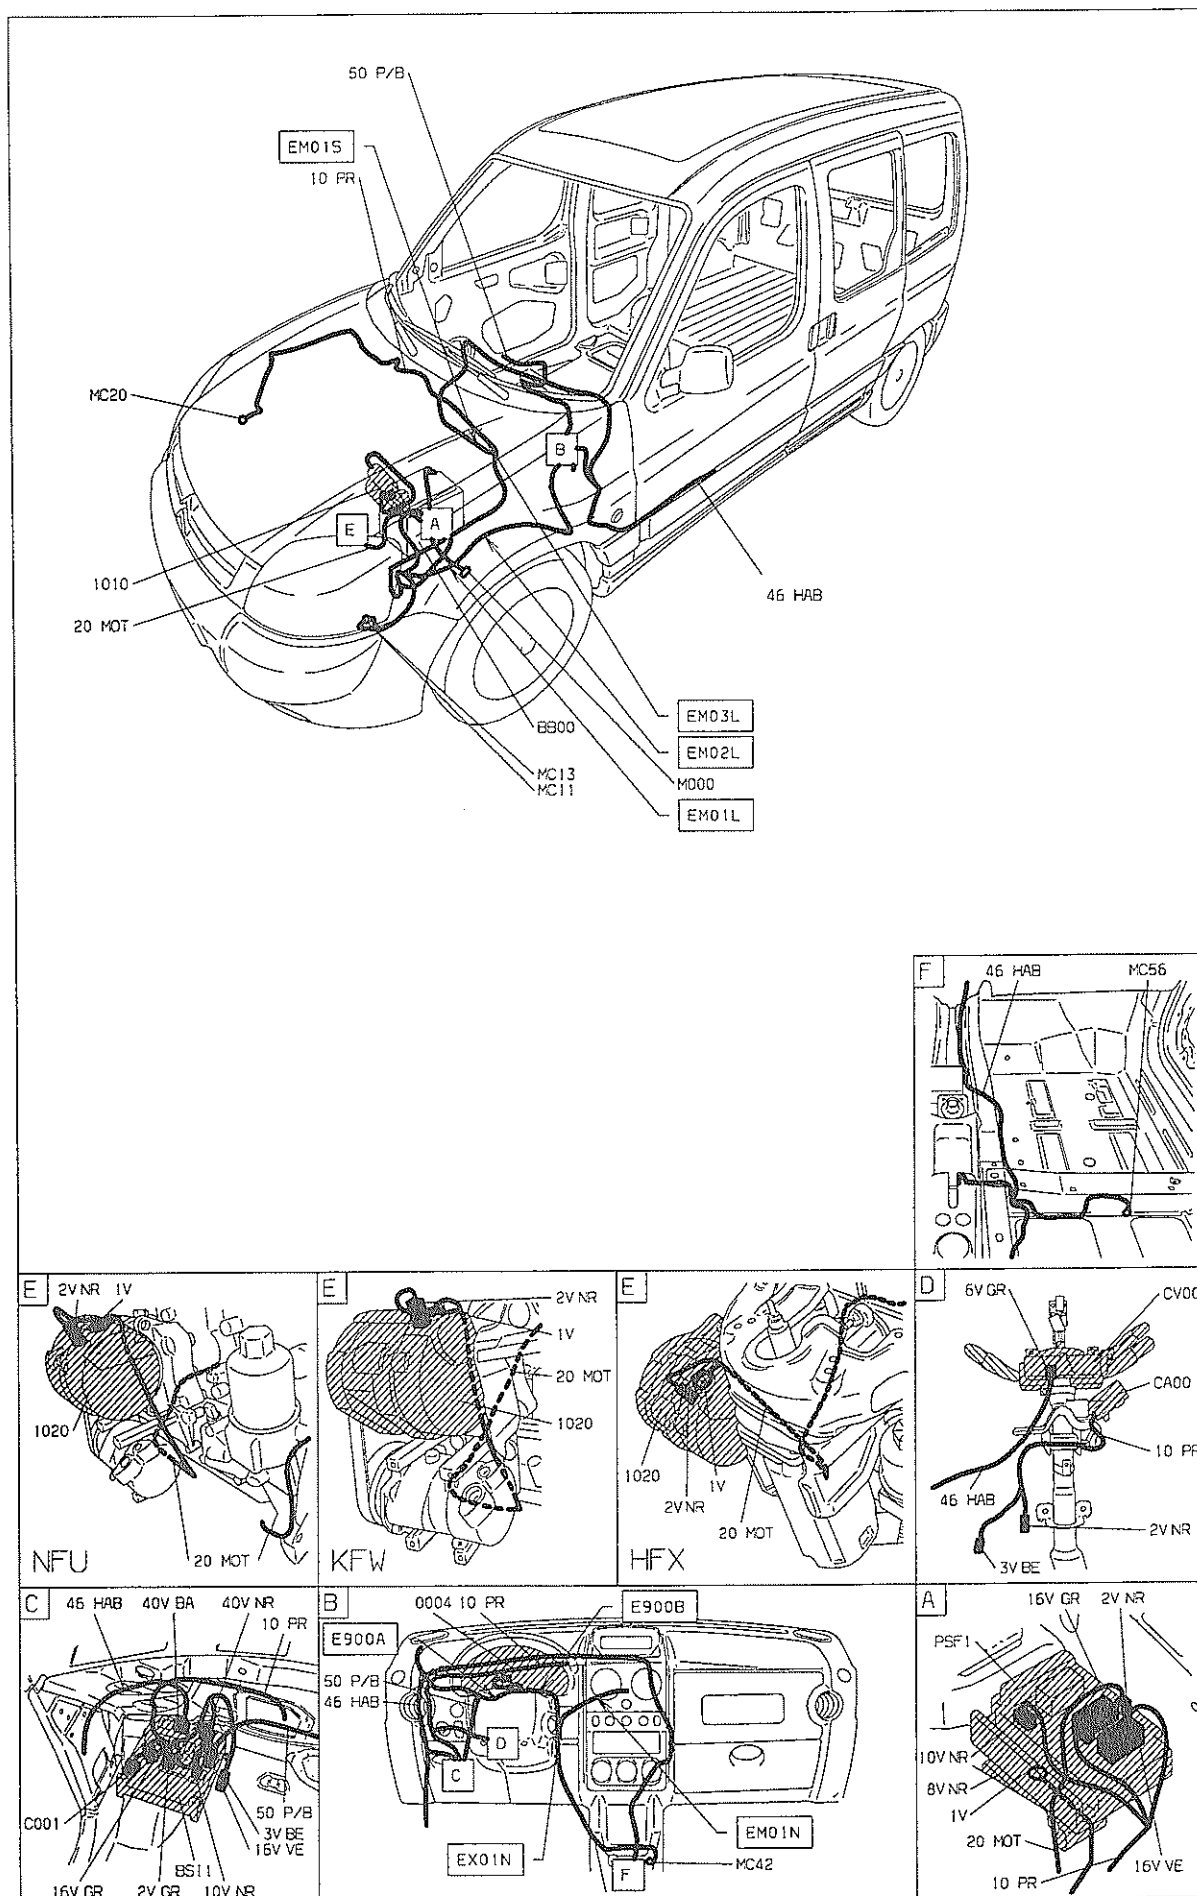 50 P/B
EM01S
10 PR
MC20
B
E
A
1010
20 MOT
46 HAB
EM03L
BB00
EM02L
MC13
M000
MC11
EM01L
F
46 HAB
MC56
E
2V NR
1V
1020
NFU
20 MOT
E
2V NR
1V
20 MOT
1020
KFW
E
1020
1V
2V NR
20 MOT
HFX
D
6V GR
CV00
CA00
10 PR
46 HAB
2V NR
3V BE
C
46 HAB
40V BA
40V NR
10 PR
C001
50 P/B
3V BE
16V VE
BSI1
16V GR
2V GR
10V NR
B
0004
10 PR
E900B
E900A
50 P/B
46 HAB
D
C
EM01N
EX01N
F
MC42
A
16V GR
2V NR
PSF1
10V NR
8V NR
1V
20 MOT
10 PR
16V VE